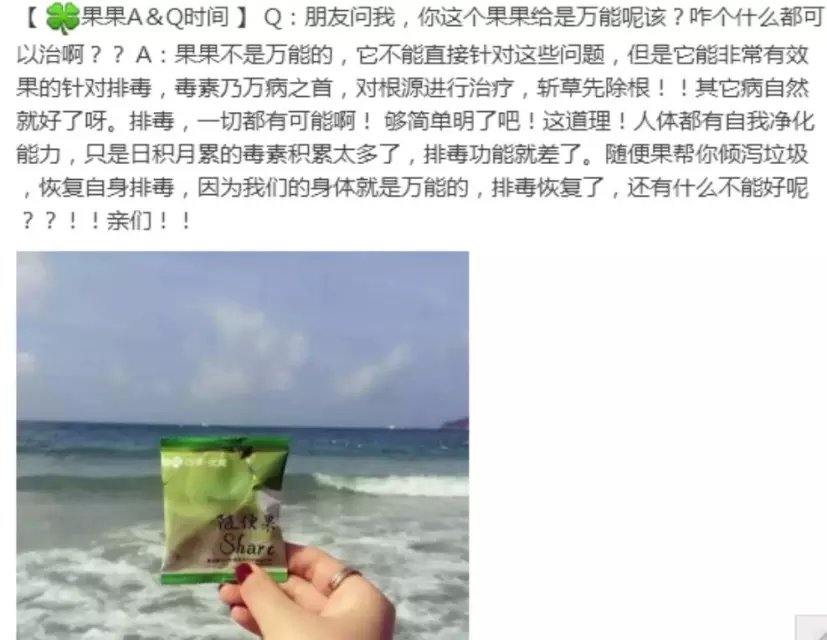 【🍀果果A＆Q时间 】 Q：朋友问我，你这个果果给是万能呢该？咋个什么都可
以治啊？？ A：果果不是万能的，它不能直接针对这些问题，但是它能非常有效
果的针对排毒，毒素乃万病之首，对根源进行治疗，斩草先除根！！其它病自然
就好了呀。排毒，一切都有可能啊！ 够简单明了吧！这道理！人体都有自我净化
能力，只是日积月累的毒素积累太多了，排毒功能就差了。随便果帮你倾泻垃圾
，恢复自身排毒，因为我们的身体就是万能的，排毒恢复了，还有什么不能好呢
？？！！亲们！！
随便果
Share